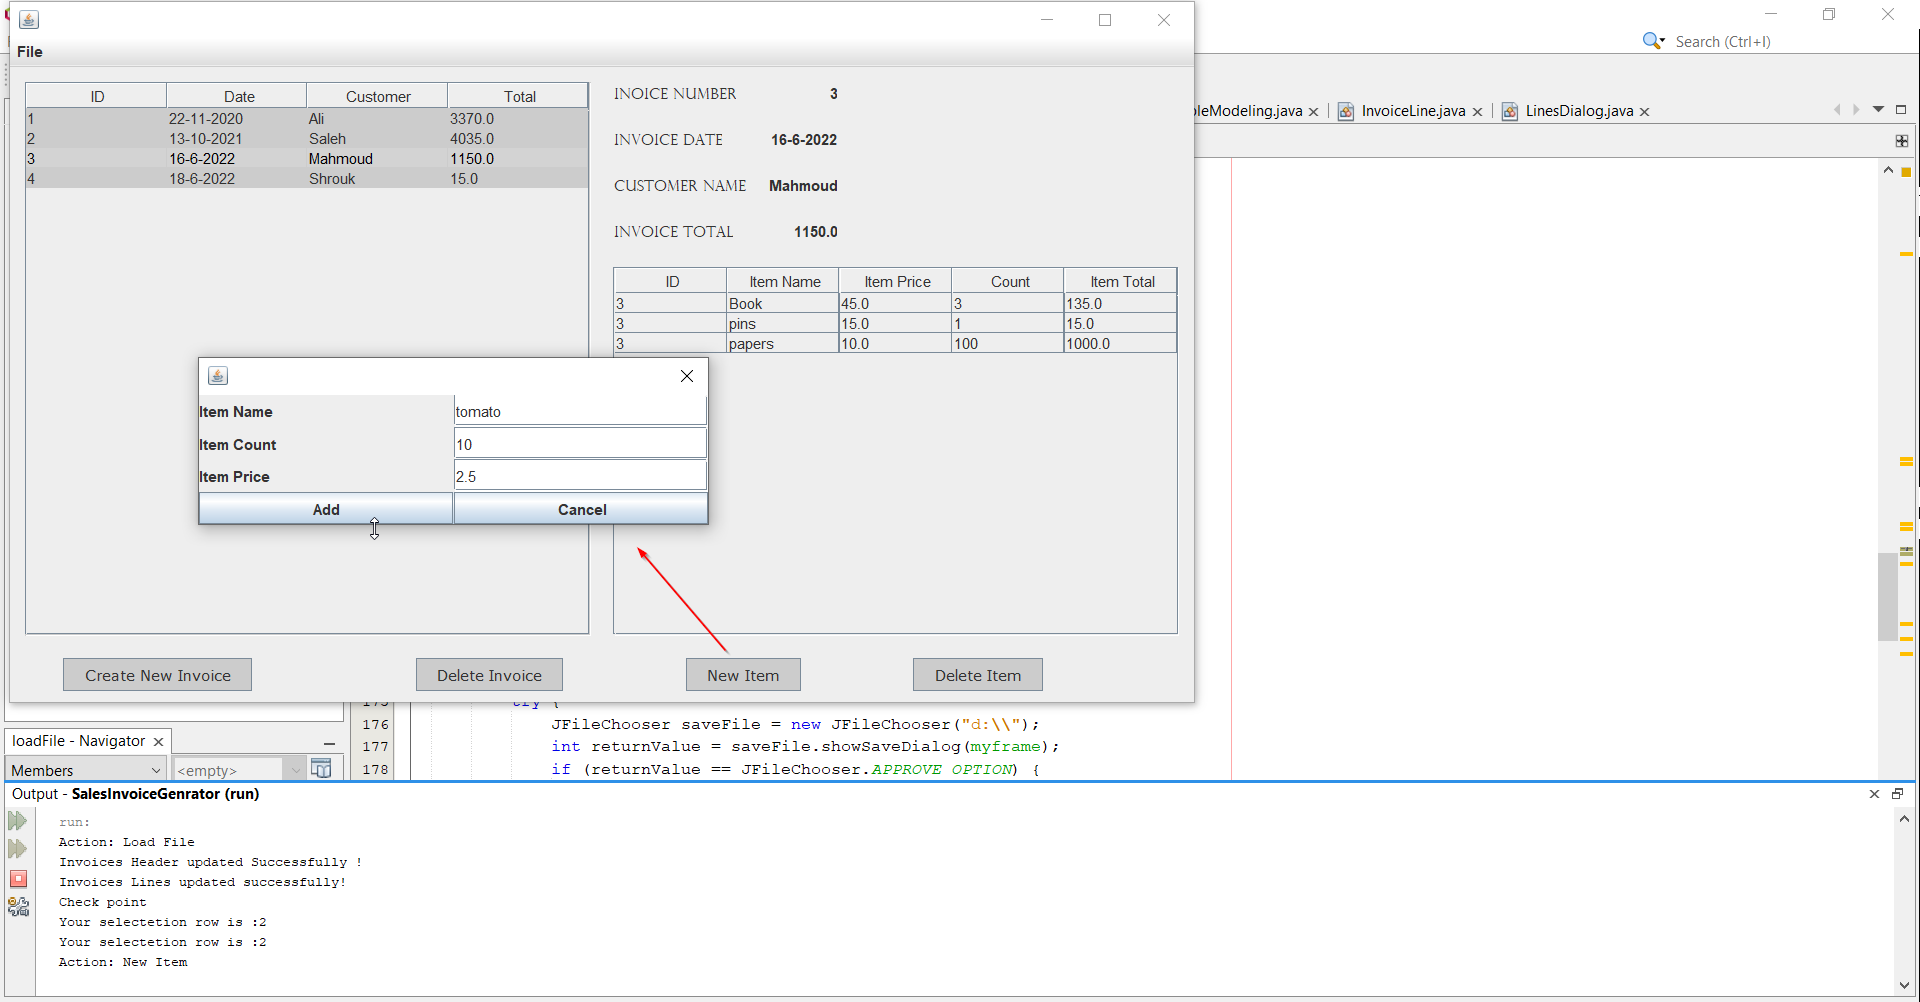 File
ID Date Customer Total
1 22-11-2020 Ali 3370.0
2 13-10-2021 Saleh 4035.0
3 16-6-2022 Mahmoud 1150.0
4 18-6-2022 Shrouk 15.0
INOICE NUMBER 3
INVOICE DATE 16-6-2022
CUSTOMER NAME Mahmoud
INVOICE TOTAL 1150.0
ID Item Name Item Price Count Item Total
3 Book 45.0 3 135.0
3 pins 15.0 1 15.0
3 papers 10.0 100 1000.0
Item Name tomato
Item Count 10
Item Price 2.5
Add Cancel
Create New Invoice Delete Invoice New Item Delete Item
Search (Ctrl+I)
leModeling.java InvoiceLine.java LinesDialog.java
175 try {
176 JFileChooser saveFile = new JFileChooser("d:\\");
177 int returnValue = saveFile.showSaveDialog(myframe);
178 if (returnValue == JFileChooser.APPROVE_OPTION) {
loadFile - Navigator
Members <empty>
Output - SalesInvoiceGenrator (run)
run:
Action: Load File
Invoices Header updated Successfully !
Invoices Lines updated successfully!
Check point
Your selectetion row is :2
Your selectetion row is :2
Action: New Item